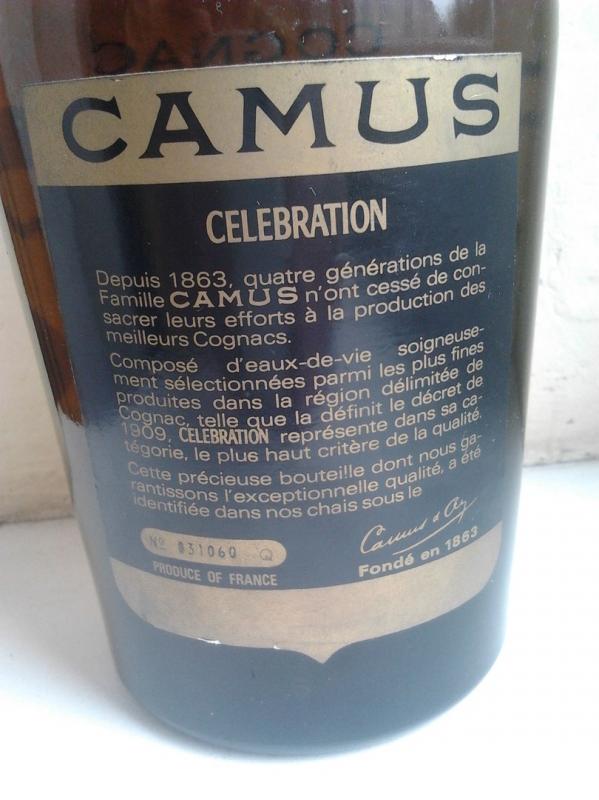 COGNAC
CAMUS
CELEBRATION
Depuis 1863, quatre générations de la
Famille CAMUS n'ont cessé de con-
sacrer leurs efforts à la production des
meilleurs Cognacs.
Composé d'eaux-de-vie soigneuse-
ment sélectionnées parmi les plus fines
produites dans la région délimitée de
Cognac, telle que la définit le décret de
1909, CELEBRATION représente dans sa ca-
tégorie, le plus haut critère de la qualité.
Cette précieuse bouteille dont nous ga-
rantissons l'exceptionnelle qualité, a été
identifiée dans nos chais sous le
Nº 031060 Q
Camus & Cy
PRODUCE OF FRANCE
Fondé en 1863